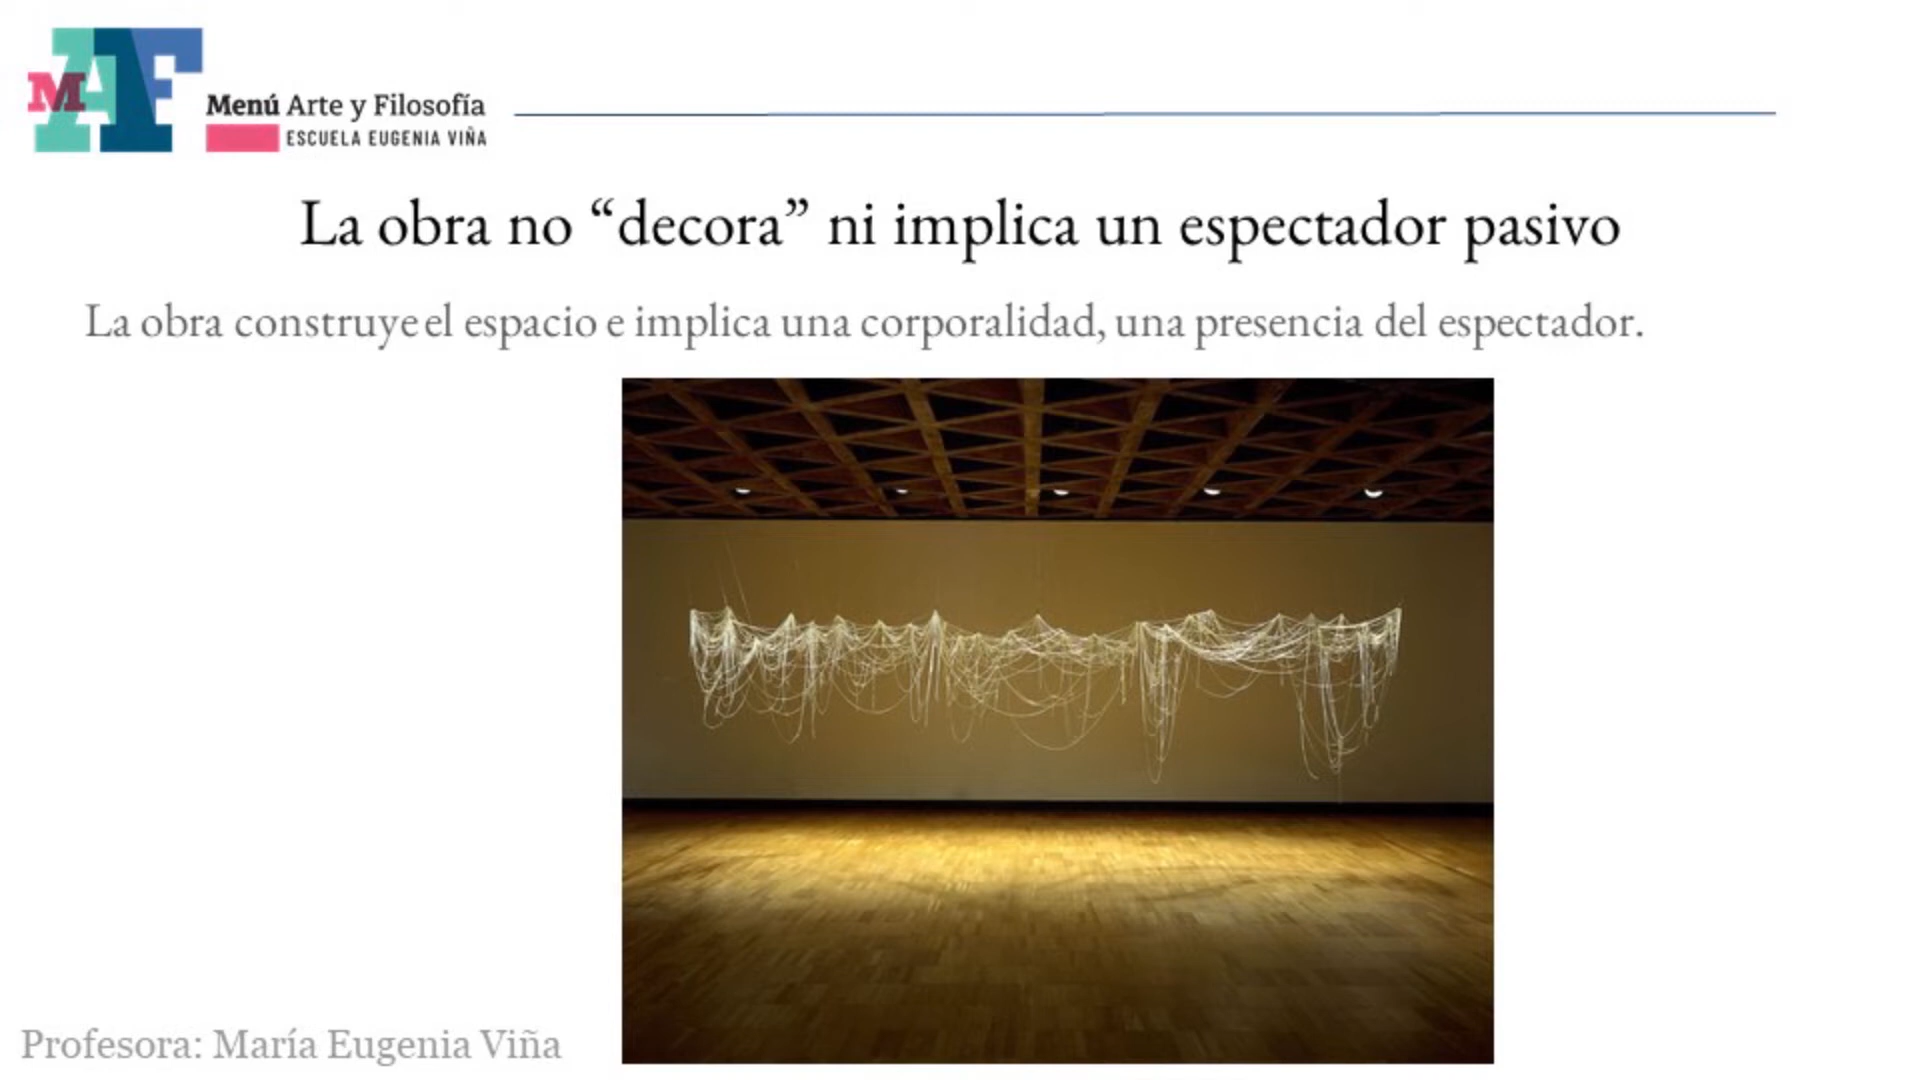 MAF
Menú Arte y Filosofía
ESCUELA EUGENIA VIÑA
La obra no “decora” ni implica un espectador pasivo
La obra construye el espacio e implica una corporalidad, una presencia del espectador.
Profesora: María Eugenia Viña